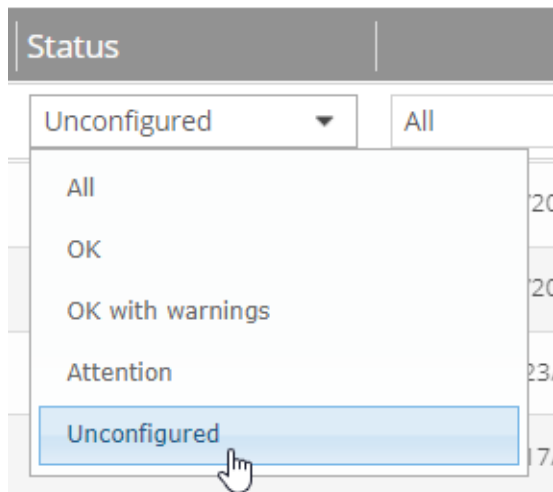 Status
Unconfigured
All
All
OK
OK with warnings
Attention
Unconfigured